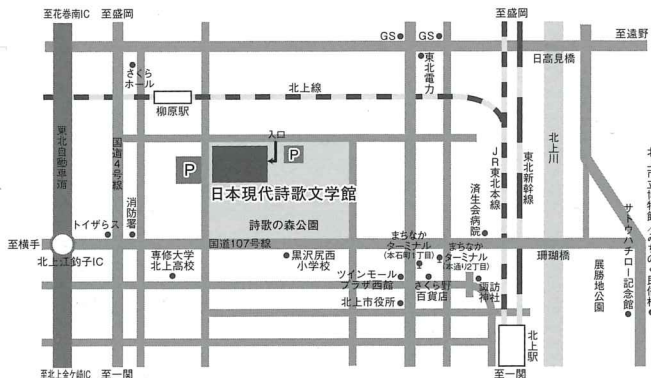 至花巻南IC
至盛岡
GS
GS
至盛岡
至遠野
さくら
ホール
東北電力
日高見橋
北上線
柳原駅
東北自動車道
国道4号線
入口
P
P
日本現代詩歌文学館
詩歌の森公園
JR東北本線
東北新幹線
北上川
済生会病院
消防署
トイザらス
至横手
北上江釣子IC
国道107号線
専修大学
北上高校
黒沢尻西
小学校
まちなか
ターミナル
(本石町1丁目)
まちなか
ターミナル
(本通り2丁目)
珊瑚橋
ツインモール
プラザ西館
さくら野
百貨店
諏訪
神社
北上市役所
展勝地公園
サトウハチロー記念館
北上駅
至北上金ケ崎IC
至一関
至一関